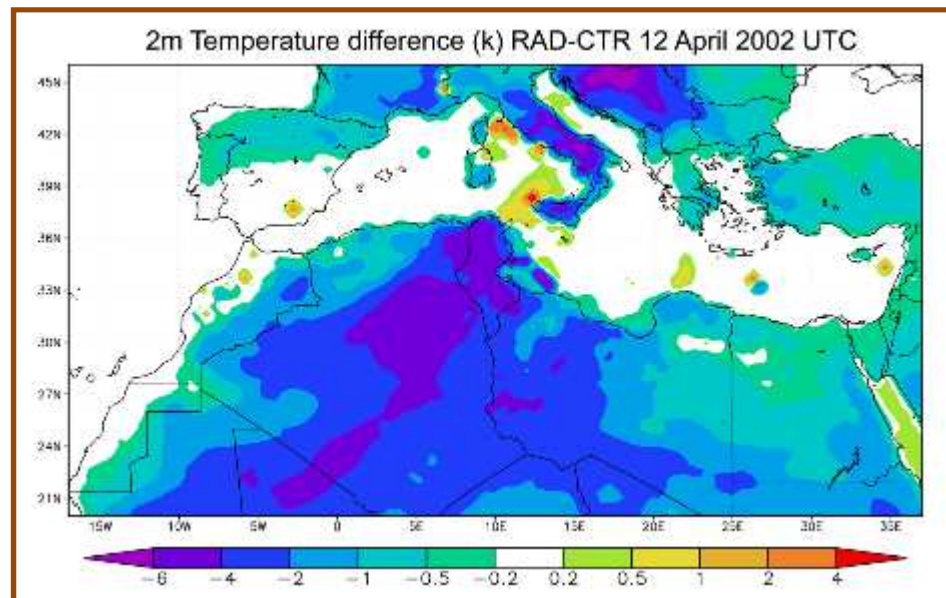 2m Temperature difference (k) RAD-CTR 12 April 2002 UTC
45N
42N
39N
36N
33N
30N
27N
24N
21N
15W 10W 5W 0 5E 10E 15E 20E 25E 30E 35E
−6 −4 −2 −1 −0.5 −0.2 0.2 0.5 1 2 4